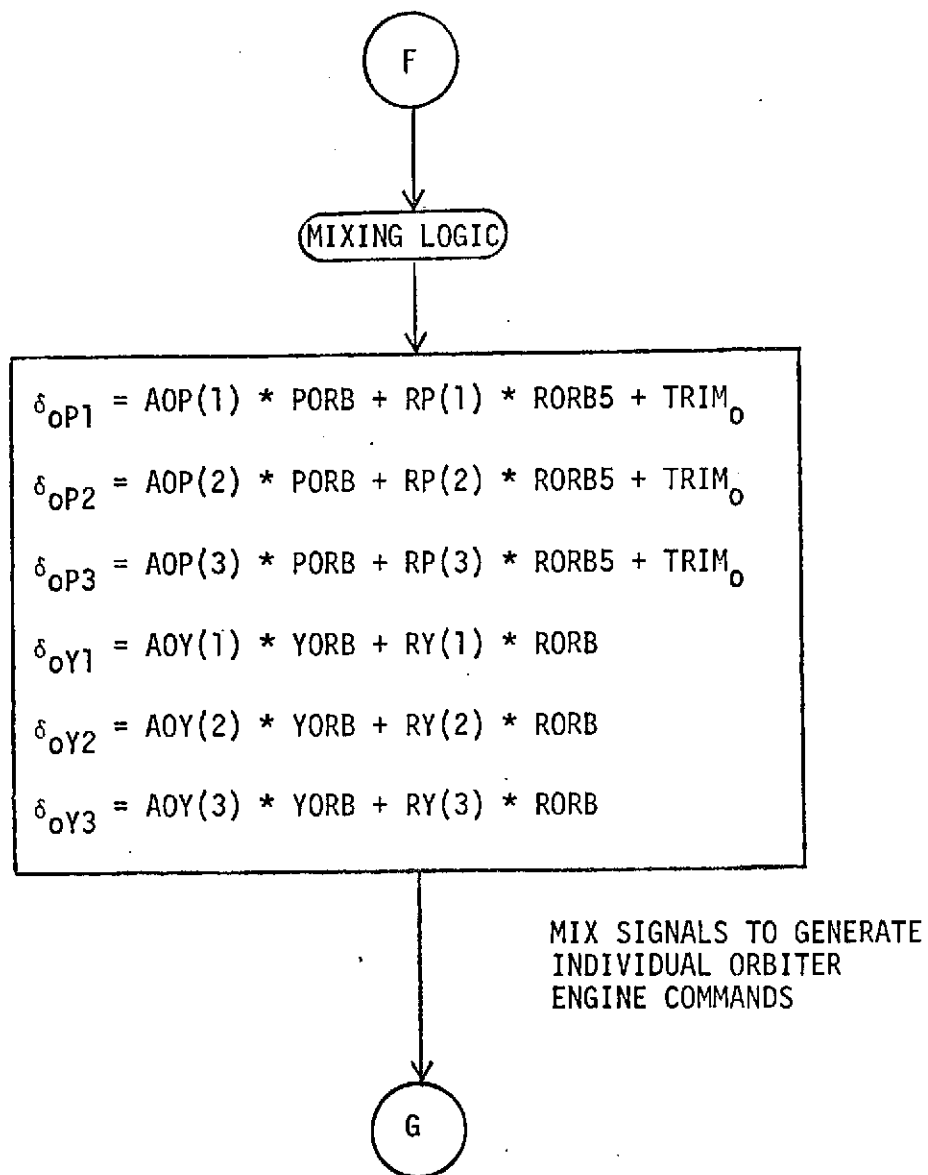 F
MIXING LOGIC
δoP1 = AOP(1) * PORB + RP(1) * RORB5 + TRIMo
δoP2 = AOP(2) * PORB + RP(2) * RORB5 + TRIMo
δoP3 = AOP(3) * PORB + RP(3) * RORB5 + TRIMo
δoY1 = AOY(1) * YORB + RY(1) * RORB
δoY2 = AOY(2) * YORB + RY(2) * RORB
δoY3 = AOY(3) * YORB + RY(3) * RORB
MIX SIGNALS TO GENERATE
INDIVIDUAL ORBITER
ENGINE COMMANDS
G